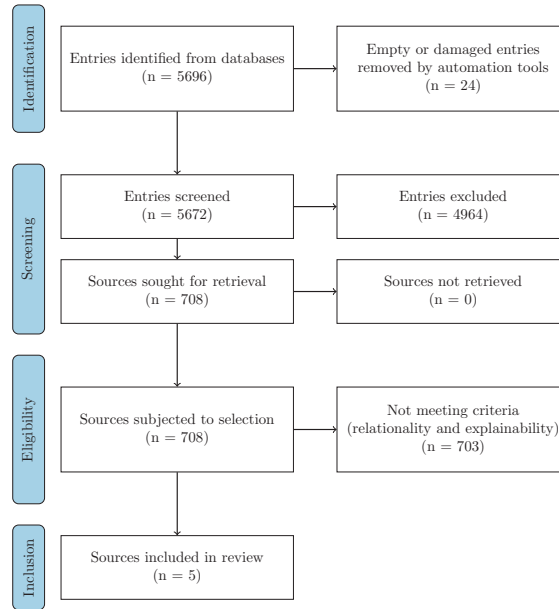 Identification
Entries identified from databases
(n = 5696)
Empty or damaged entries
removed by automation tools
(n = 24)
Screening
Entries screened
(n = 5672)
Entries excluded
(n = 4964)
Sources sought for retrieval
(n = 708)
Sources not retrieved
(n = 0)
Eligibility
Sources subjected to selection
(n = 708)
Not meeting criteria
(relationality and explainability)
(n = 703)
Inclusion
Sources included in review
(n = 5)